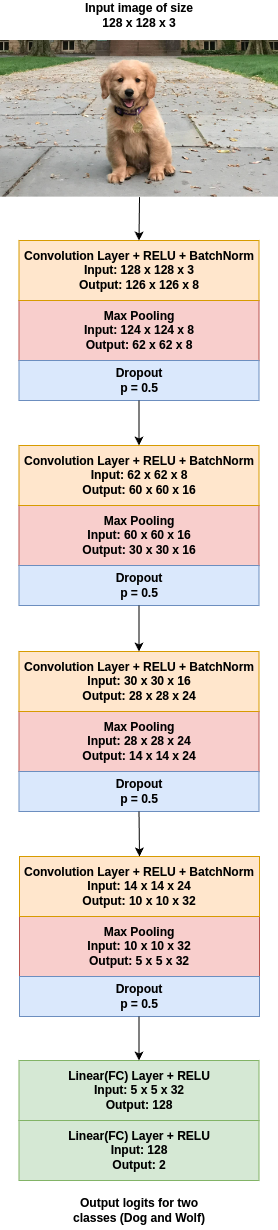 Input image of size
128 x 128 x 3
Convolution Layer + RELU + BatchNorm
Input: 128 x 128 x 3
Output: 126 x 126 x 8
Max Pooling
Input: 124 x 124 x 8
Output: 62 x 62 x 8
Dropout
p = 0.5
Convolution Layer + RELU + BatchNorm
Input: 62 x 62 x 8
Output: 60 x 60 x 16
Max Pooling
Input: 60 x 60 x 16
Output: 30 x 30 x 16
Dropout
p = 0.5
Convolution Layer + RELU + BatchNorm
Input: 30 x 30 x 16
Output: 28 x 28 x 24
Max Pooling
Input: 28 x 28 x 24
Output: 14 x 14 x 24
Dropout
p = 0.5
Convolution Layer + RELU + BatchNorm
Input: 14 x 14 x 24
Output: 10 x 10 x 32
Max Pooling
Input: 10 x 10 x 32
Output: 5 x 5 x 32
Dropout
p = 0.5
Linear(FC) Layer + RELU
Input: 5 x 5 x 32
Output: 128
Linear(FC) Layer + RELU
Input: 128
Output: 2
Output logits for two
classes (Dog and Wolf)